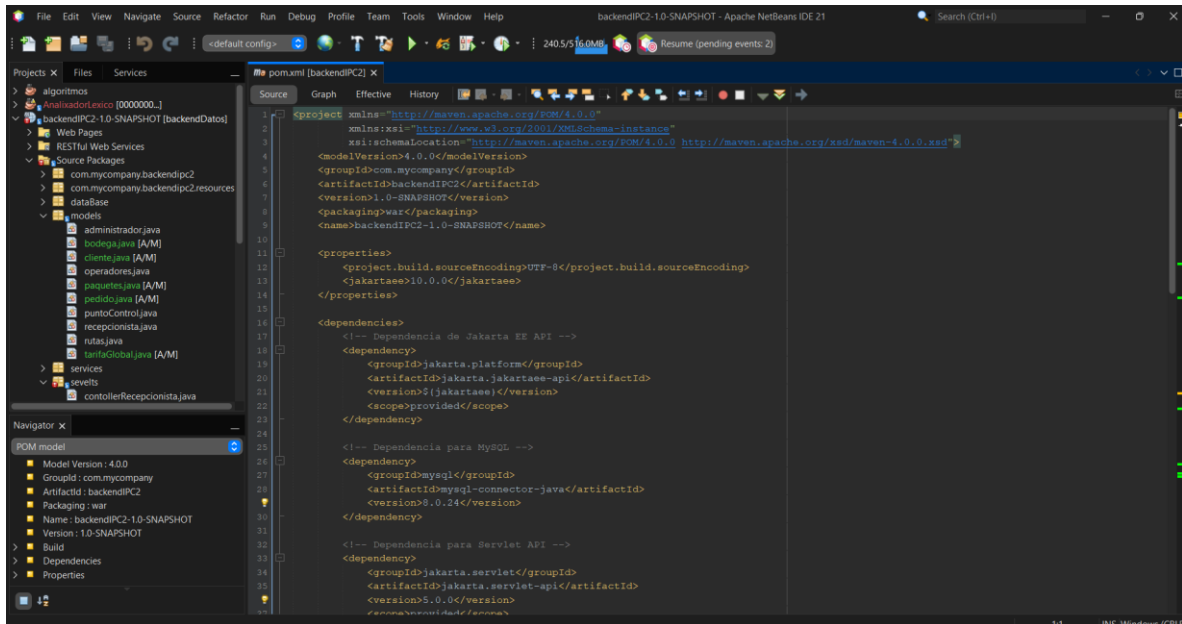 File Edit View Navigate Source Refactor Run Debug Profile Team Tools Window Help
backendIPC2-1.0-SNAPSHOT - Apache NetBeans IDE 21
Search (Ctrl+I)
<default config>
240.5/516.0MB
Resume (pending events: 2)
Projects
Files
Services
algoritmos
AnalixadorLexico [0000000...]
backendIPC2-1.0-SNAPSHOT [backendDatos]
Web Pages
RESTful Web Services
Source Packages
com.mycompany.backendipc2
com.mycompany.backendipc2.resources
dataBase
models
administrador.java
bodega.java [A/M]
cliente.java [A/M]
operadores.java
paquetes.java [A/M]
pedido.java [A/M]
puntoControl.java
recepcionista.java
rutas.java
tarifaGlobal.java [A/M]
services
sevelts
contollerRecepcionista.java
Navigator
POM model
Model Version : 4.0.0
GroupId : com.mycompany
ArtifactId : backendIPC2
Packaging : war
Name : backendIPC2-1.0-SNAPSHOT
Version : 1.0-SNAPSHOT
Build
Dependencies
Properties
pom.xml [backendIPC2]
Source Graph Effective History
1 <project xmlns="http://maven.apache.org/POM/4.0.0"
2 xmlns:xsi="http://www.w3.org/2001/XMLSchema-instance"
3 xsi:schemaLocation="http://maven.apache.org/POM/4.0.0 http://maven.apache.org/xsd/maven-4.0.0.xsd">
4 <modelVersion>4.0.0</modelVersion>
5 <groupId>com.mycompany</groupId>
6 <artifactId>backendIPC2</artifactId>
7 <version>1.0-SNAPSHOT</version>
8 <packaging>war</packaging>
9 <name>backendIPC2-1.0-SNAPSHOT</name>
10
11 <properties>
12 <project.build.sourceEncoding>UTF-8</project.build.sourceEncoding>
13 <jakartaee>10.0.0</jakartaee>
14 </properties>
15
16 <dependencies>
17 <!-- Dependencia de Jakarta EE API -->
18 <dependency>
19 <groupId>jakarta.platform</groupId>
20 <artifactId>jakarta.jakartaee-api</artifactId>
21 <version>${jakartaee}</version>
22 <scope>provided</scope>
23 </dependency>
24
25 <!-- Dependencia para MySQL -->
26 <dependency>
27 <groupId>mysql</groupId>
28 <artifactId>mysql-connector-java</artifactId>
<version>8.0.24</version>
30 </dependency>
31
32 <!-- Dependencia para Servlet API -->
33 <dependency>
34 <groupId>jakarta.servlet</groupId>
35 <artifactId>jakarta.servlet-api</artifactId>
<version>5.0.0</version>
37 <scope>provided</scope>
1:1 INS Windows (CRLF